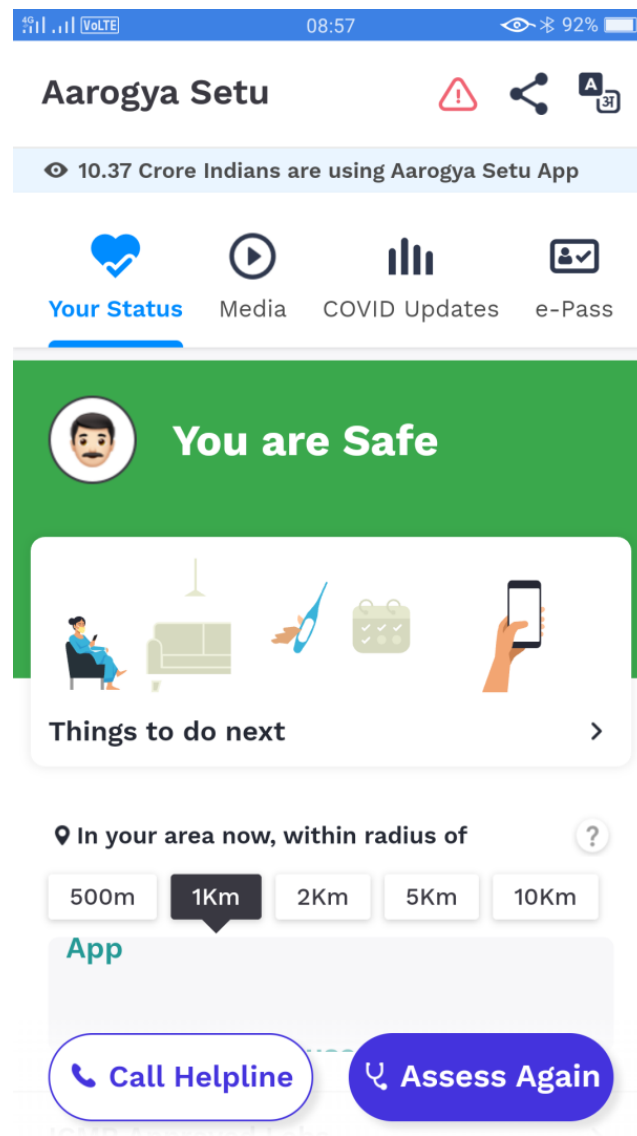 4G VoLTE 08:57 92%
Aarogya Setu A अ
10.37 Crore Indians are using Aarogya Setu App
Your Status Media COVID Updates e-Pass
You are Safe
Things to do next
In your area now, within radius of ?
500m 1Km 2Km 5Km 10Km
App
Call Helpline Assess Again